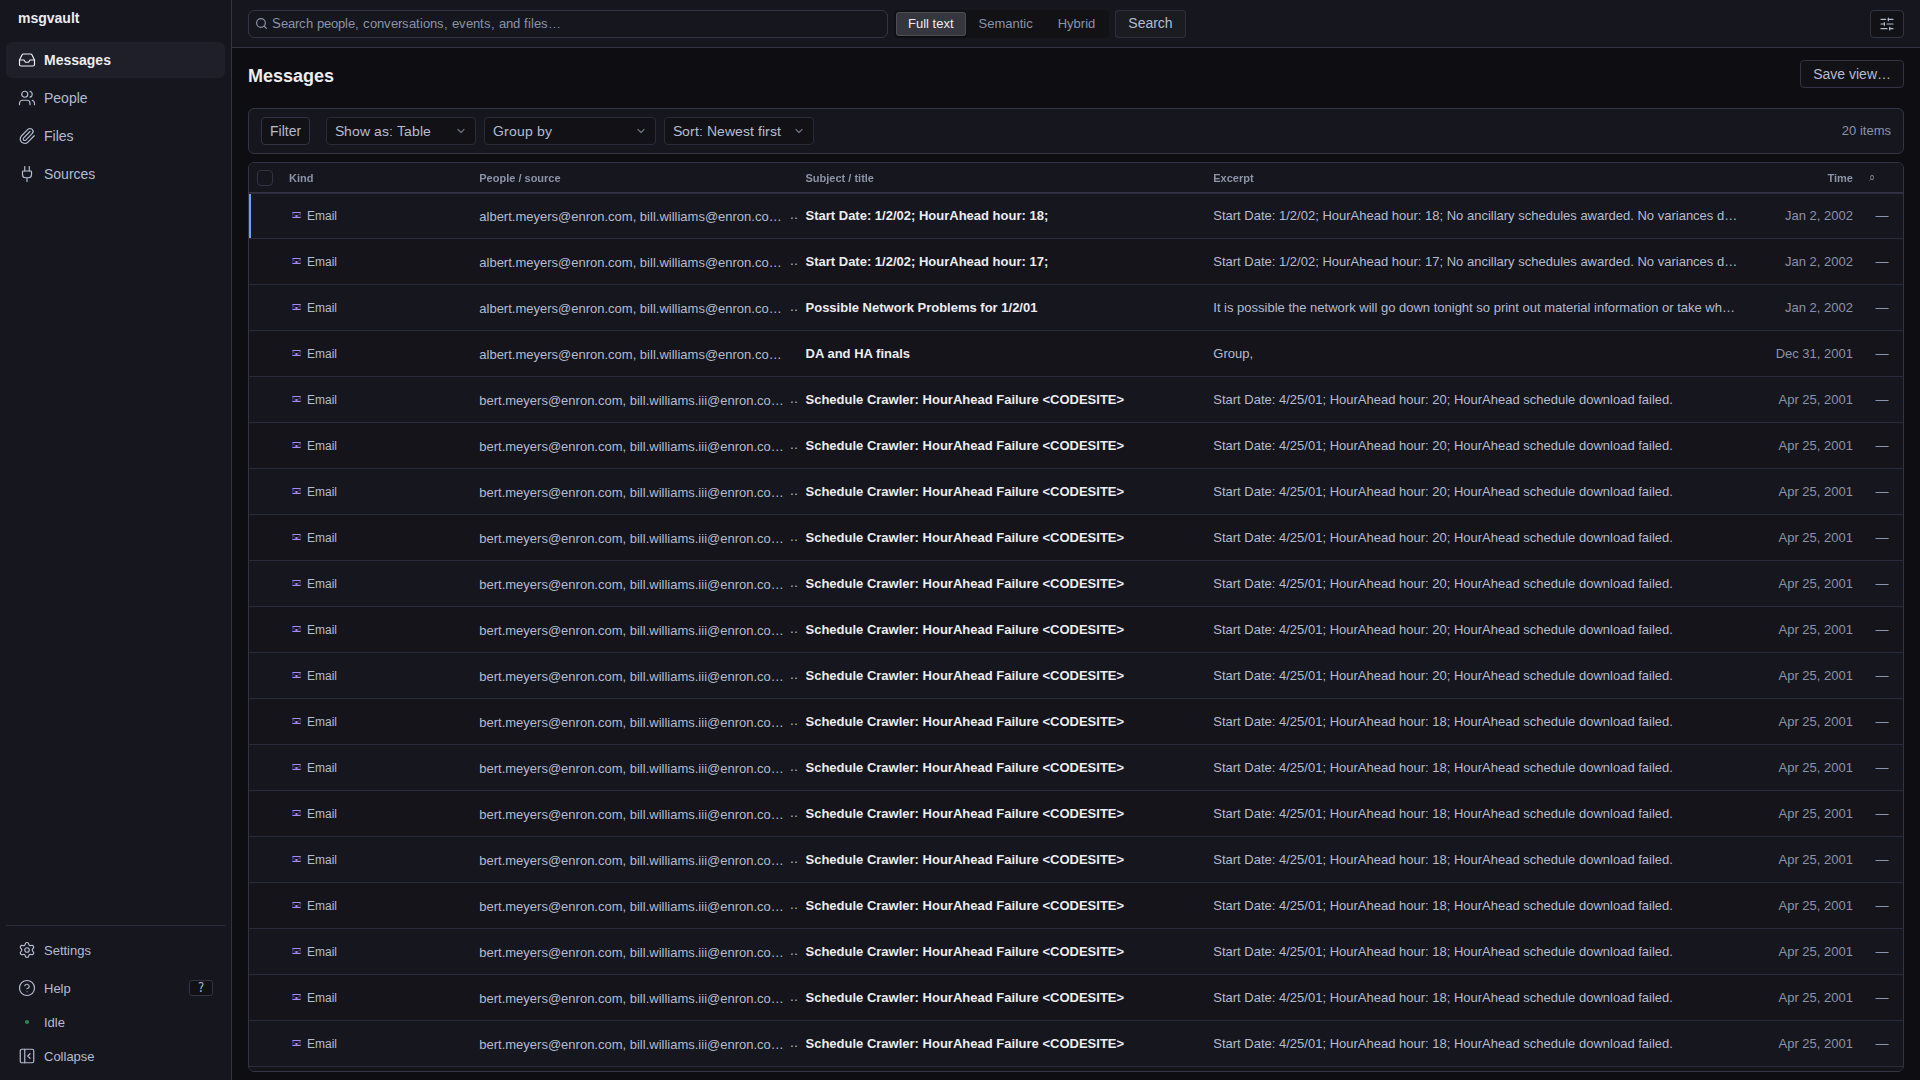 msgvault
Search people, conversations, events, and files…
Full text
Semantic
Hybrid
Search
Messages
People
Files
Sources
Messages
Save view…
Filter
Show as: Table
Group by
Sort: Newest first
20 items
Kind People / source Subject / title Excerpt Time
Email albert.meyers@enron.com, bill.williams@enron.co… .. Start Date: 1/2/02; HourAhead hour: 18; Start Date: 1/2/02; HourAhead hour: 18; No ancillary schedules awarded. No variances d… Jan 2, 2002 —
Email albert.meyers@enron.com, bill.williams@enron.co… .. Start Date: 1/2/02; HourAhead hour: 17; Start Date: 1/2/02; HourAhead hour: 17; No ancillary schedules awarded. No variances d… Jan 2, 2002 —
Email albert.meyers@enron.com, bill.williams@enron.co… .. Possible Network Problems for 1/2/01 It is possible the network will go down tonight so print out material information or take wh… Jan 2, 2002 —
Email albert.meyers@enron.com, bill.williams@enron.co… DA and HA finals Group, Dec 31, 2001 —
Email bert.meyers@enron.com, bill.williams.iii@enron.co… .. Schedule Crawler: HourAhead Failure <CODESITE> Start Date: 4/25/01; HourAhead hour: 20; HourAhead schedule download failed. Apr 25, 2001 —
Email bert.meyers@enron.com, bill.williams.iii@enron.co… .. Schedule Crawler: HourAhead Failure <CODESITE> Start Date: 4/25/01; HourAhead hour: 20; HourAhead schedule download failed. Apr 25, 2001 —
Email bert.meyers@enron.com, bill.williams.iii@enron.co… .. Schedule Crawler: HourAhead Failure <CODESITE> Start Date: 4/25/01; HourAhead hour: 20; HourAhead schedule download failed. Apr 25, 2001 —
Email bert.meyers@enron.com, bill.williams.iii@enron.co… .. Schedule Crawler: HourAhead Failure <CODESITE> Start Date: 4/25/01; HourAhead hour: 20; HourAhead schedule download failed. Apr 25, 2001 —
Email bert.meyers@enron.com, bill.williams.iii@enron.co… .. Schedule Crawler: HourAhead Failure <CODESITE> Start Date: 4/25/01; HourAhead hour: 20; HourAhead schedule download failed. Apr 25, 2001 —
Email bert.meyers@enron.com, bill.williams.iii@enron.co… .. Schedule Crawler: HourAhead Failure <CODESITE> Start Date: 4/25/01; HourAhead hour: 20; HourAhead schedule download failed. Apr 25, 2001 —
Email bert.meyers@enron.com, bill.williams.iii@enron.co… .. Schedule Crawler: HourAhead Failure <CODESITE> Start Date: 4/25/01; HourAhead hour: 20; HourAhead schedule download failed. Apr 25, 2001 —
Email bert.meyers@enron.com, bill.williams.iii@enron.co… .. Schedule Crawler: HourAhead Failure <CODESITE> Start Date: 4/25/01; HourAhead hour: 18; HourAhead schedule download failed. Apr 25, 2001 —
Email bert.meyers@enron.com, bill.williams.iii@enron.co… .. Schedule Crawler: HourAhead Failure <CODESITE> Start Date: 4/25/01; HourAhead hour: 18; HourAhead schedule download failed. Apr 25, 2001 —
Email bert.meyers@enron.com, bill.williams.iii@enron.co… .. Schedule Crawler: HourAhead Failure <CODESITE> Start Date: 4/25/01; HourAhead hour: 18; HourAhead schedule download failed. Apr 25, 2001 —
Email bert.meyers@enron.com, bill.williams.iii@enron.co… .. Schedule Crawler: HourAhead Failure <CODESITE> Start Date: 4/25/01; HourAhead hour: 18; HourAhead schedule download failed. Apr 25, 2001 —
Email bert.meyers@enron.com, bill.williams.iii@enron.co… .. Schedule Crawler: HourAhead Failure <CODESITE> Start Date: 4/25/01; HourAhead hour: 18; HourAhead schedule download failed. Apr 25, 2001 —
Email bert.meyers@enron.com, bill.williams.iii@enron.co… .. Schedule Crawler: HourAhead Failure <CODESITE> Start Date: 4/25/01; HourAhead hour: 18; HourAhead schedule download failed. Apr 25, 2001 —
Email bert.meyers@enron.com, bill.williams.iii@enron.co… .. Schedule Crawler: HourAhead Failure <CODESITE> Start Date: 4/25/01; HourAhead hour: 18; HourAhead schedule download failed. Apr 25, 2001 —
Email bert.meyers@enron.com, bill.williams.iii@enron.co… .. Schedule Crawler: HourAhead Failure <CODESITE> Start Date: 4/25/01; HourAhead hour: 18; HourAhead schedule download failed. Apr 25, 2001 —
Settings
Help ?
Idle
Collapse